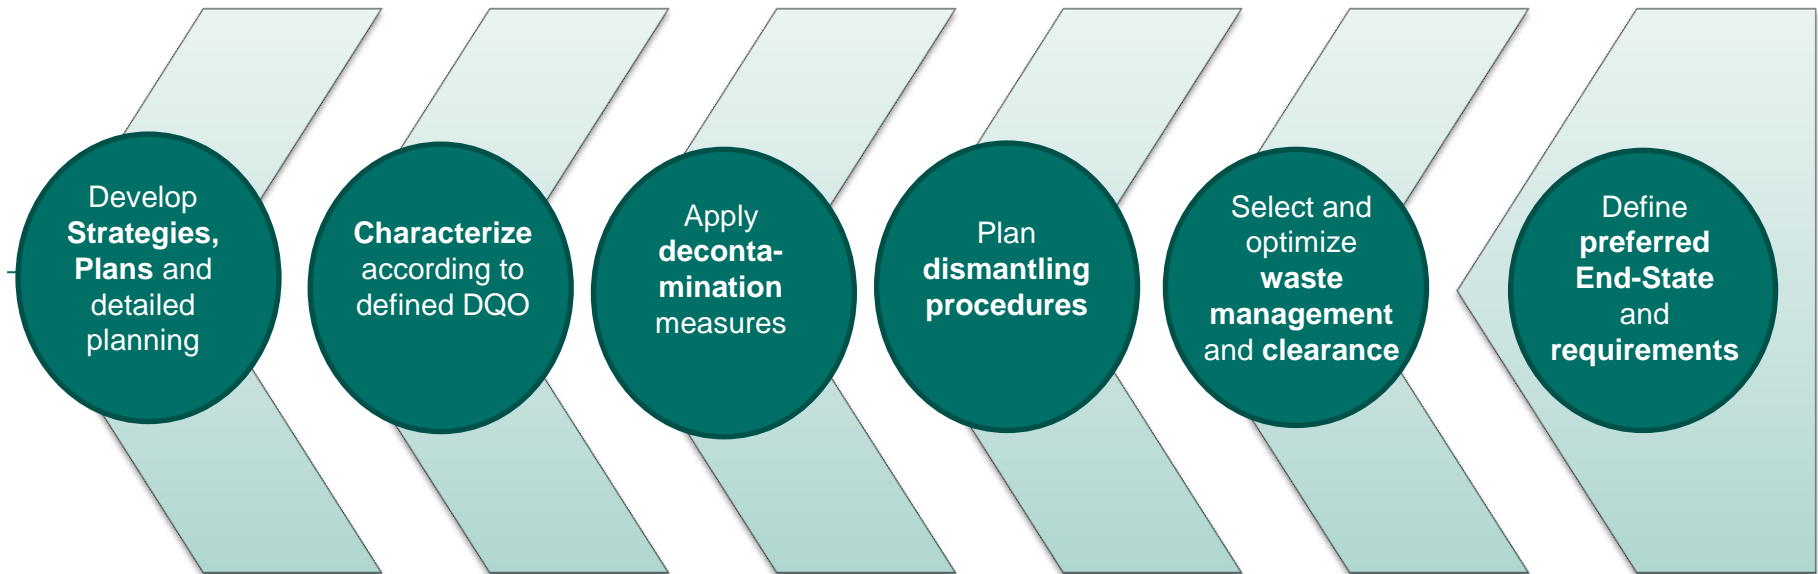 Develop
Strategies,
Plans and
detailed
planning
Characterize
according to
defined DQO
Apply
deconta-
mination
measures
Plan
dismantling
procedures
Select and
optimize
waste
management
and clearance
Define
preferred
End-State
and
requirements